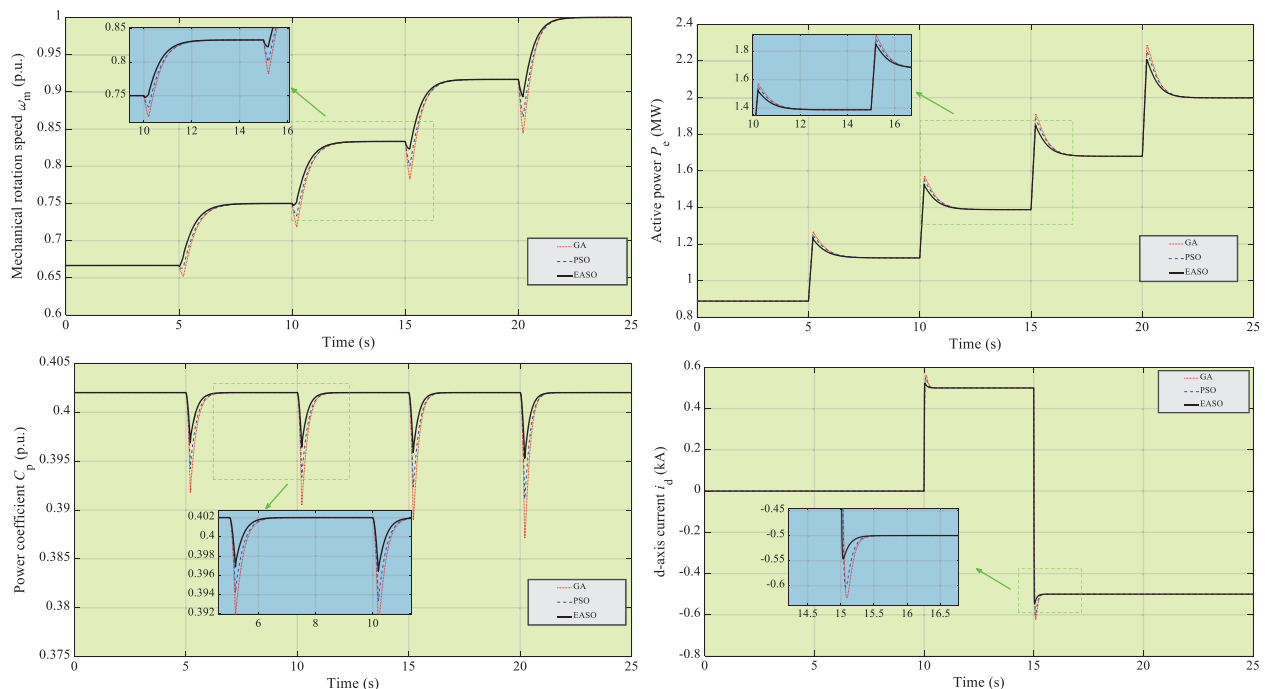 Mechanical rotation speed ωm (p.u.)
1
0.95
0.9
0.85
0.8
0.75
0.7
0.65
0.6
0 5 10 15 20 25
Time (s)
0.85
0.8
0.75
10 12 14 16
GA
PSO
EASO
Active power Pe (MW)
2.4
2.2
2
1.8
1.6
1.4
1.2
1
0.8
0 5 10 15 20 25
Time (s)
1.8
1.6
1.4
10 12 14 16
GA
PSO
EASO
Power coefficient Cp (p.u.)
0.405
0.4
0.395
0.39
0.385
0.38
0.375
0 5 10 15 20 25
Time (s)
0.402
0.4
0.398
0.396
0.394
0.392
6 8 10
GA
PSO
EASO
d-axis current id (kA)
0.6
0.4
0.2
0
-0.2
-0.4
-0.6
-0.8
0 5 10 15 20 25
Time (s)
-0.45
-0.5
-0.55
-0.6
14.5 15 15.5 16 16.5
GA
PSO
EASO